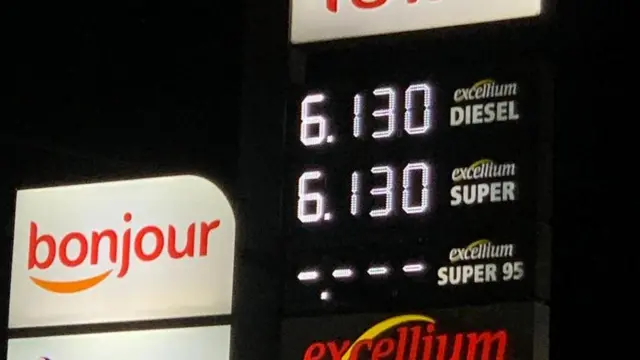 6.130 excellium DIESEL
6.130 excellium SUPER
-.--- excellium SUPER 95
bonjour
excellium